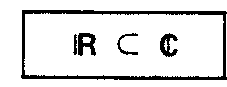 ℝ ⊂ ℂ